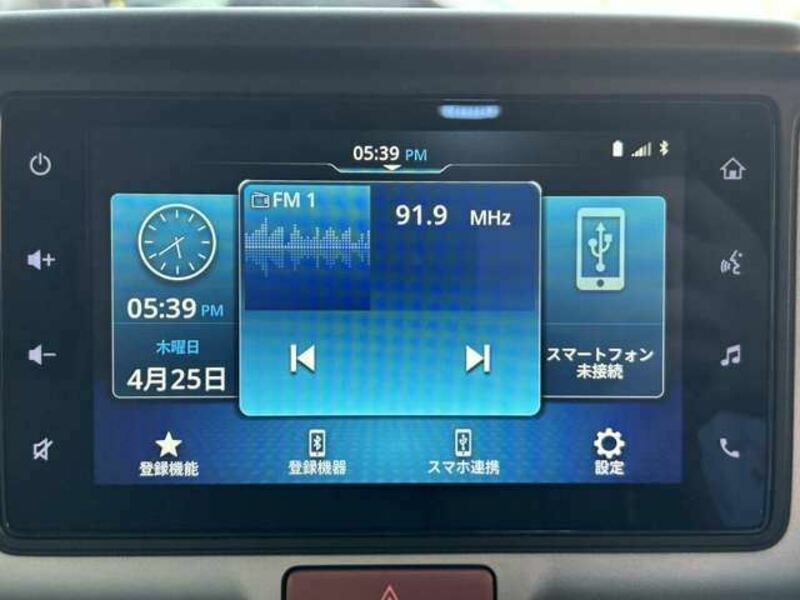 05:39 PM
FM 1
91.9 MHz
05:39 PM
木曜日
4月25日
スマートフォン
未接続
登録機能
登録機器
スマホ連携
設定